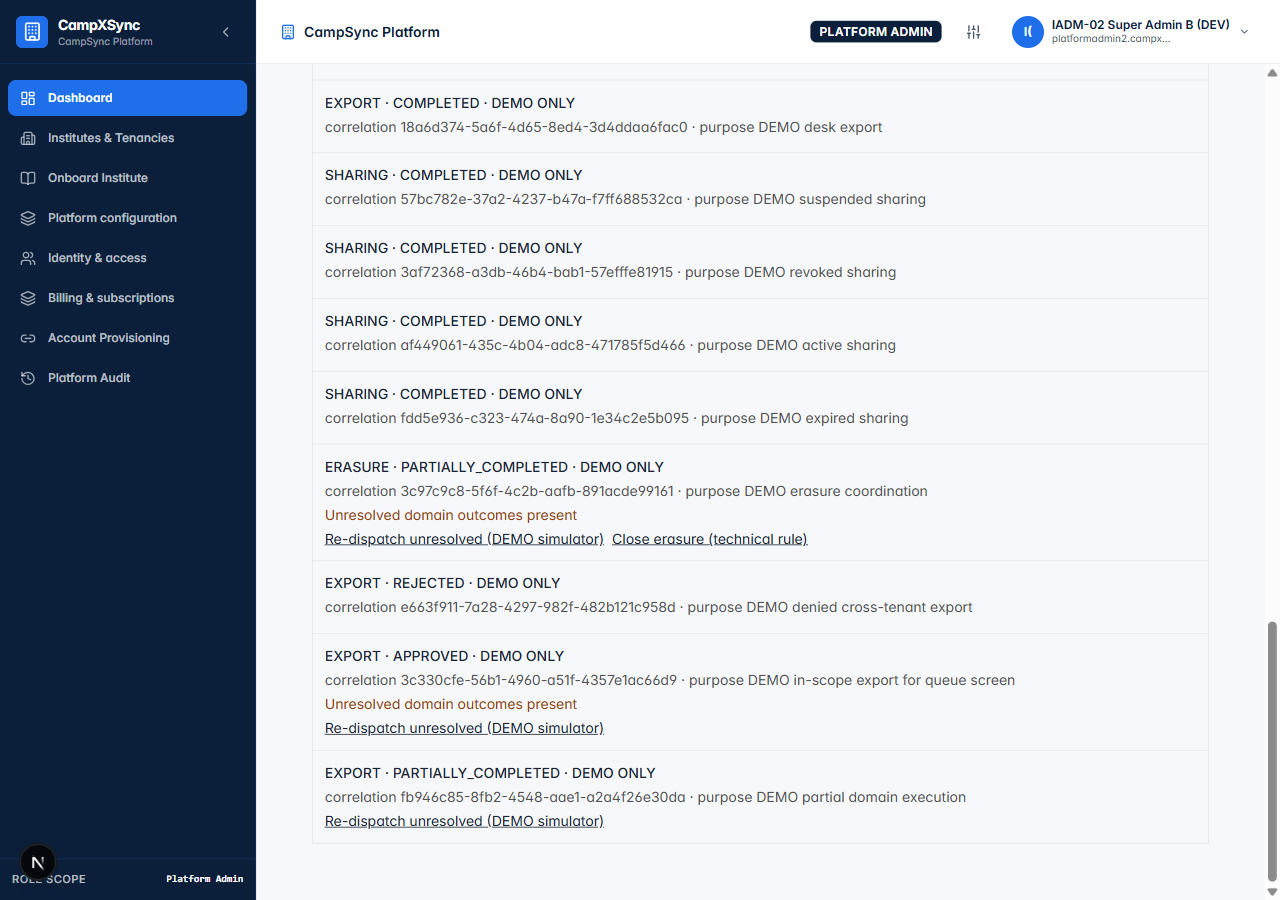 CampXSync
CampSync Platform
Dashboard
Institutes & Tenancies
Onboard Institute
Platform configuration
Identity & access
Billing & subscriptions
Account Provisioning
Platform Audit
N
ROLE SCOPE
Platform Admin
CampSync Platform
PLATFORM ADMIN
I(
IADM-02 Super Admin B (DEV)
platformadmin2.campx...
EXPORT · COMPLETED · DEMO ONLY
correlation 18a6d374-5a6f-4d65-8ed4-3d4ddaa6fac0 · purpose DEMO desk export
SHARING · COMPLETED · DEMO ONLY
correlation 57bc782e-37a2-4237-b47a-f7ff688532ca · purpose DEMO suspended sharing
SHARING · COMPLETED · DEMO ONLY
correlation 3af72368-a3db-46b4-bab1-57efffe81915 · purpose DEMO revoked sharing
SHARING · COMPLETED · DEMO ONLY
correlation af449061-435c-4b04-adc8-471785f5d466 · purpose DEMO active sharing
SHARING · COMPLETED · DEMO ONLY
correlation fdd5e936-c323-474a-8a90-1e34c2e5b095 · purpose DEMO expired sharing
ERASURE · PARTIALLY_COMPLETED · DEMO ONLY
correlation 3c97c9c8-5f6f-4c2b-aafb-891acde99161 · purpose DEMO erasure coordination
Unresolved domain outcomes present
Re-dispatch unresolved (DEMO simulator) Close erasure (technical rule)
EXPORT · REJECTED · DEMO ONLY
correlation e663f911-7a28-4297-982f-482b121c958d · purpose DEMO denied cross-tenant export
EXPORT · APPROVED · DEMO ONLY
correlation 3c330cfe-56b1-4960-a51f-4357e1ac66d9 · purpose DEMO in-scope export for queue screen
Unresolved domain outcomes present
Re-dispatch unresolved (DEMO simulator)
EXPORT · PARTIALLY_COMPLETED · DEMO ONLY
correlation fb946c85-8fb2-4548-aae1-a2a4f26e30da · purpose DEMO partial domain execution
Re-dispatch unresolved (DEMO simulator)